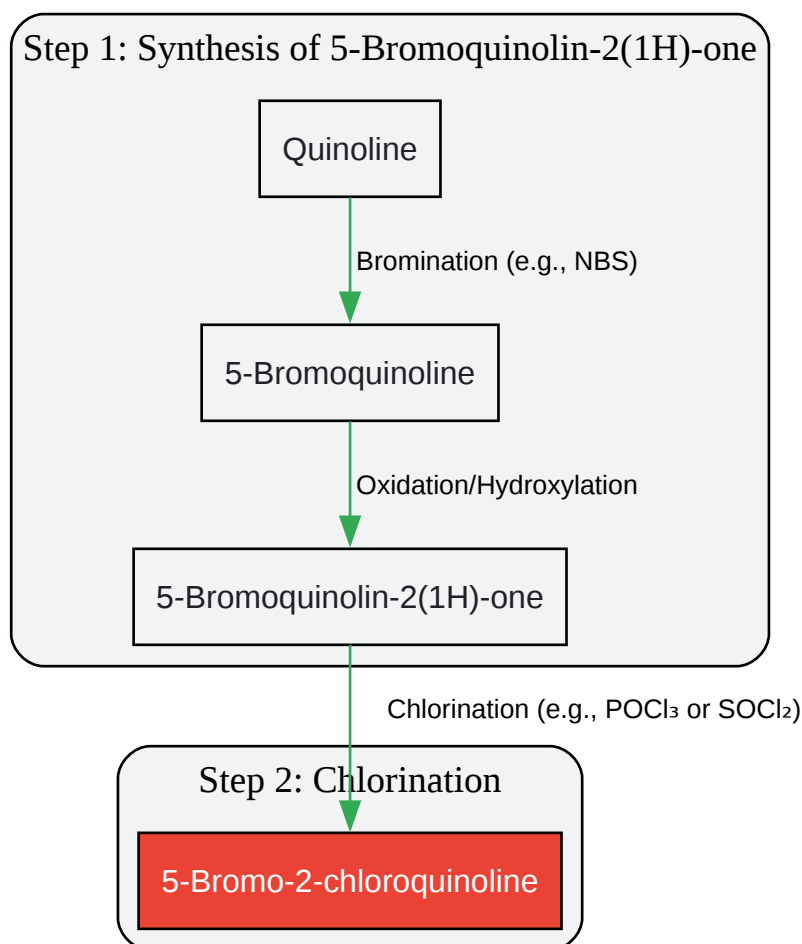 Step 1: Synthesis of 5-Bromoquinolin-2(1H)-one
Quinoline
Bromination (e.g., NBS)
5-Bromoquinoline
Oxidation/Hydroxylation
5-Bromoquinolin-2(1H)-one
Chlorination (e.g., POCl₃ or SOCl₂)
Step 2: Chlorination
5-Bromo-2-chloroquinoline